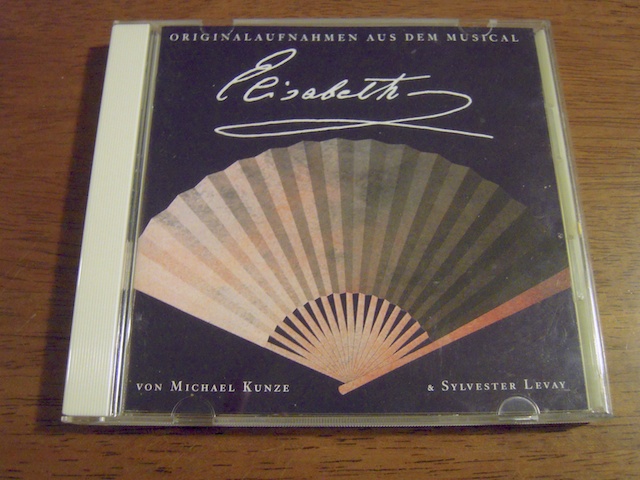 ORIGINALAUFNAHMEN AUS DEM MUSICAL
Elisabeth
VON MICHAEL KUNZE & SYLVESTER LEVAY